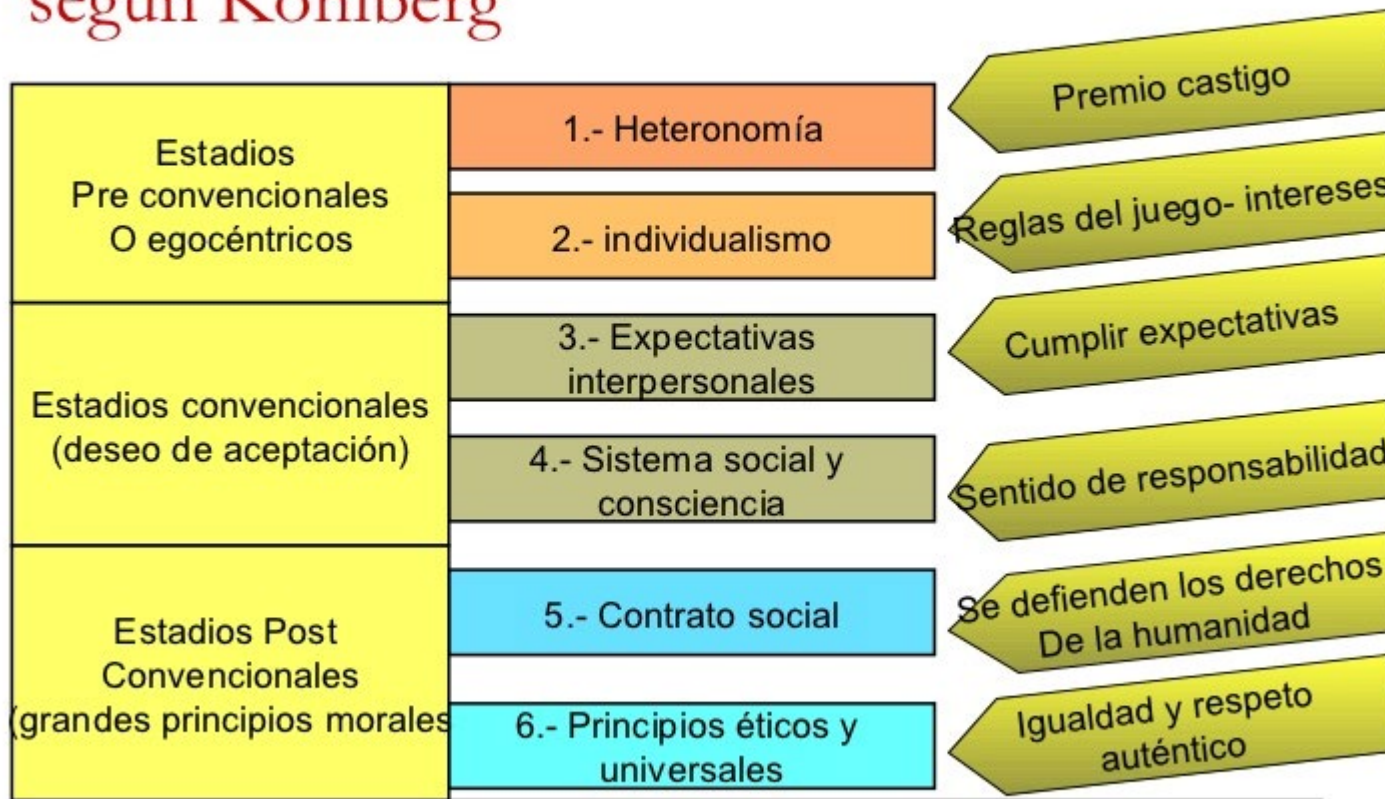 según Kohlberg
Estadios
Pre convencionales
O egocéntricos
1.- Heteronomía
Premio castigo
2.- individualismo
Reglas del juego- intereses
Estadios convencionales
(deseo de aceptación)
3.- Expectativas
interpersonales
Cumplir expectativas
4.- Sistema social y
consciencia
Sentido de responsabilidad
Estadios Post
Convencionales
(grandes principios morales
5.- Contrato social
Se defienden los derechos
De la humanidad
6.- Principios éticos y
universales
Igualdad y respeto
auténtico